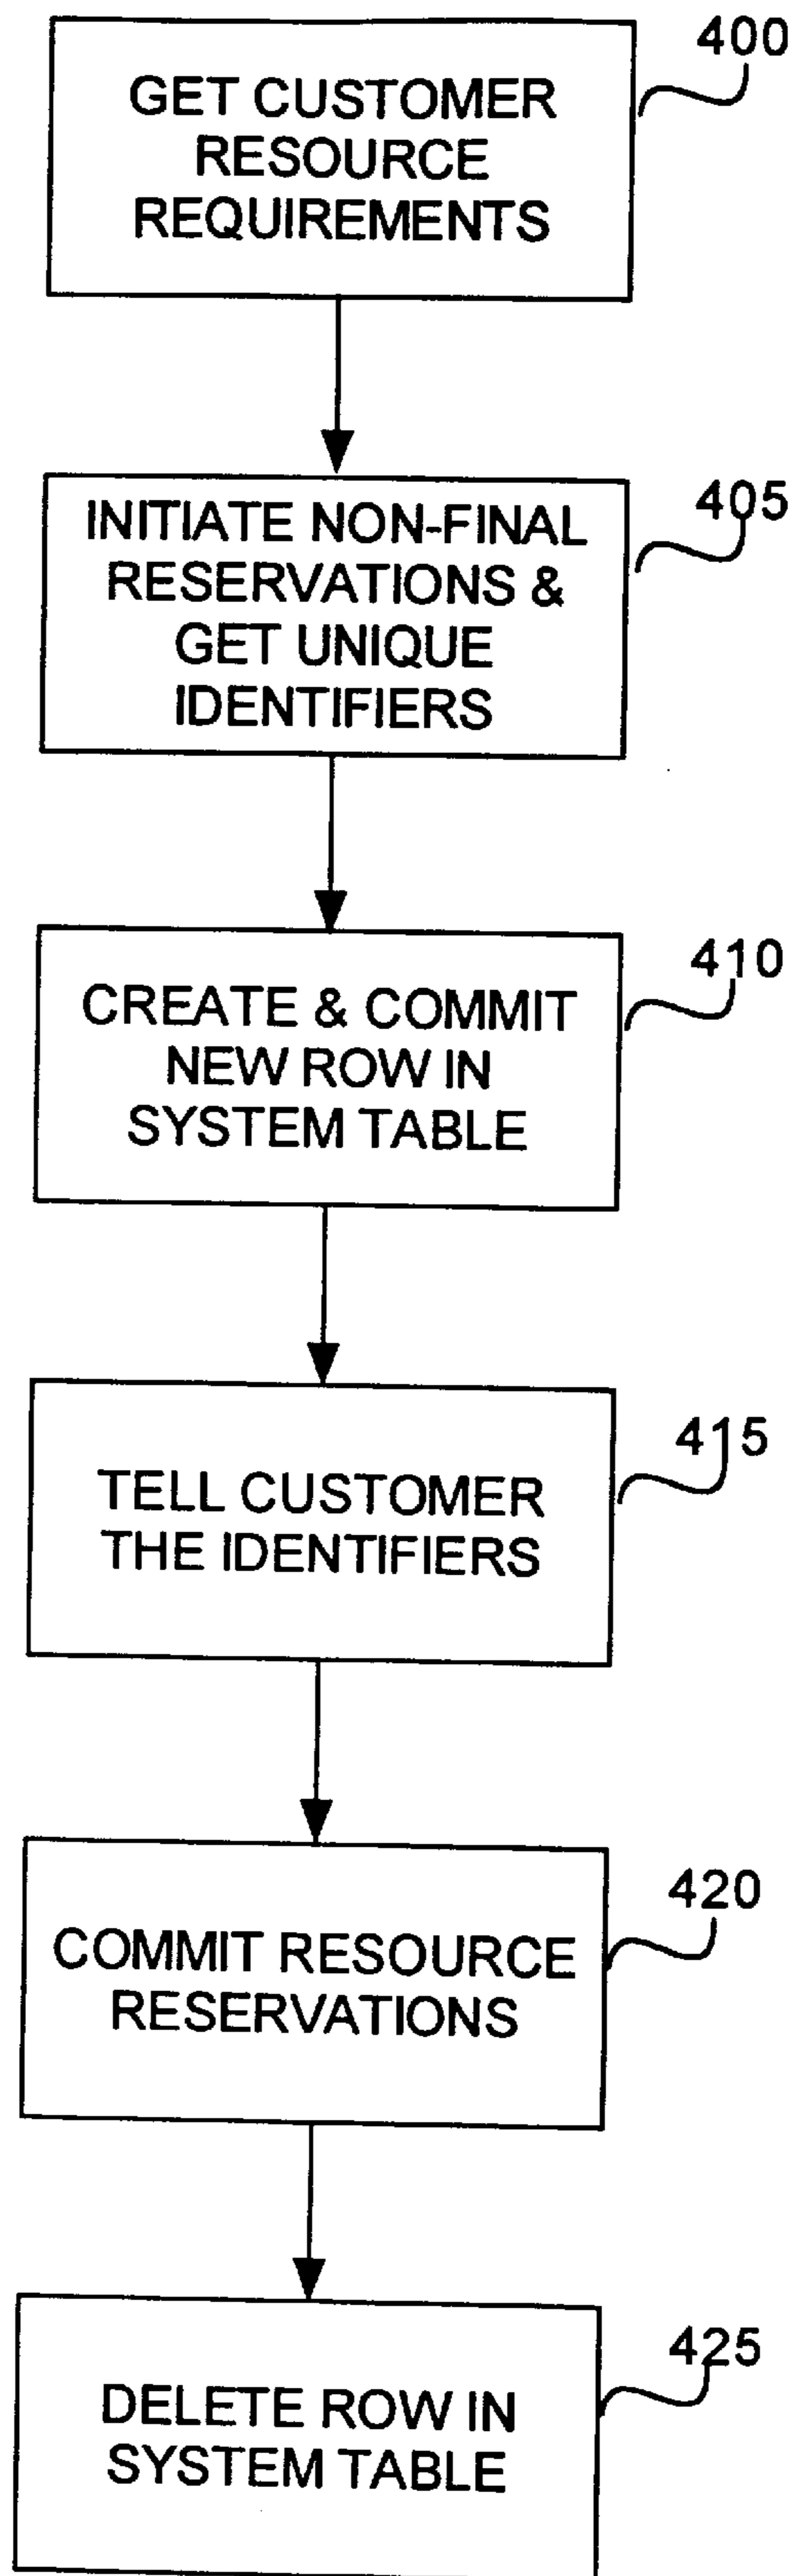 400
GET CUSTOMER
RESOURCE
REQUIREMENTS
405
INITIATE NON-FINAL
RESERVATIONS &
GET UNIQUE
IDENTIFIERS
410
CREATE & COMMIT
NEW ROW IN
SYSTEM TABLE
415
TELL CUSTOMER
THE IDENTIFIERS
420
COMMIT RESOURCE
RESERVATIONS
425
DELETE ROW IN
SYSTEM TABLE